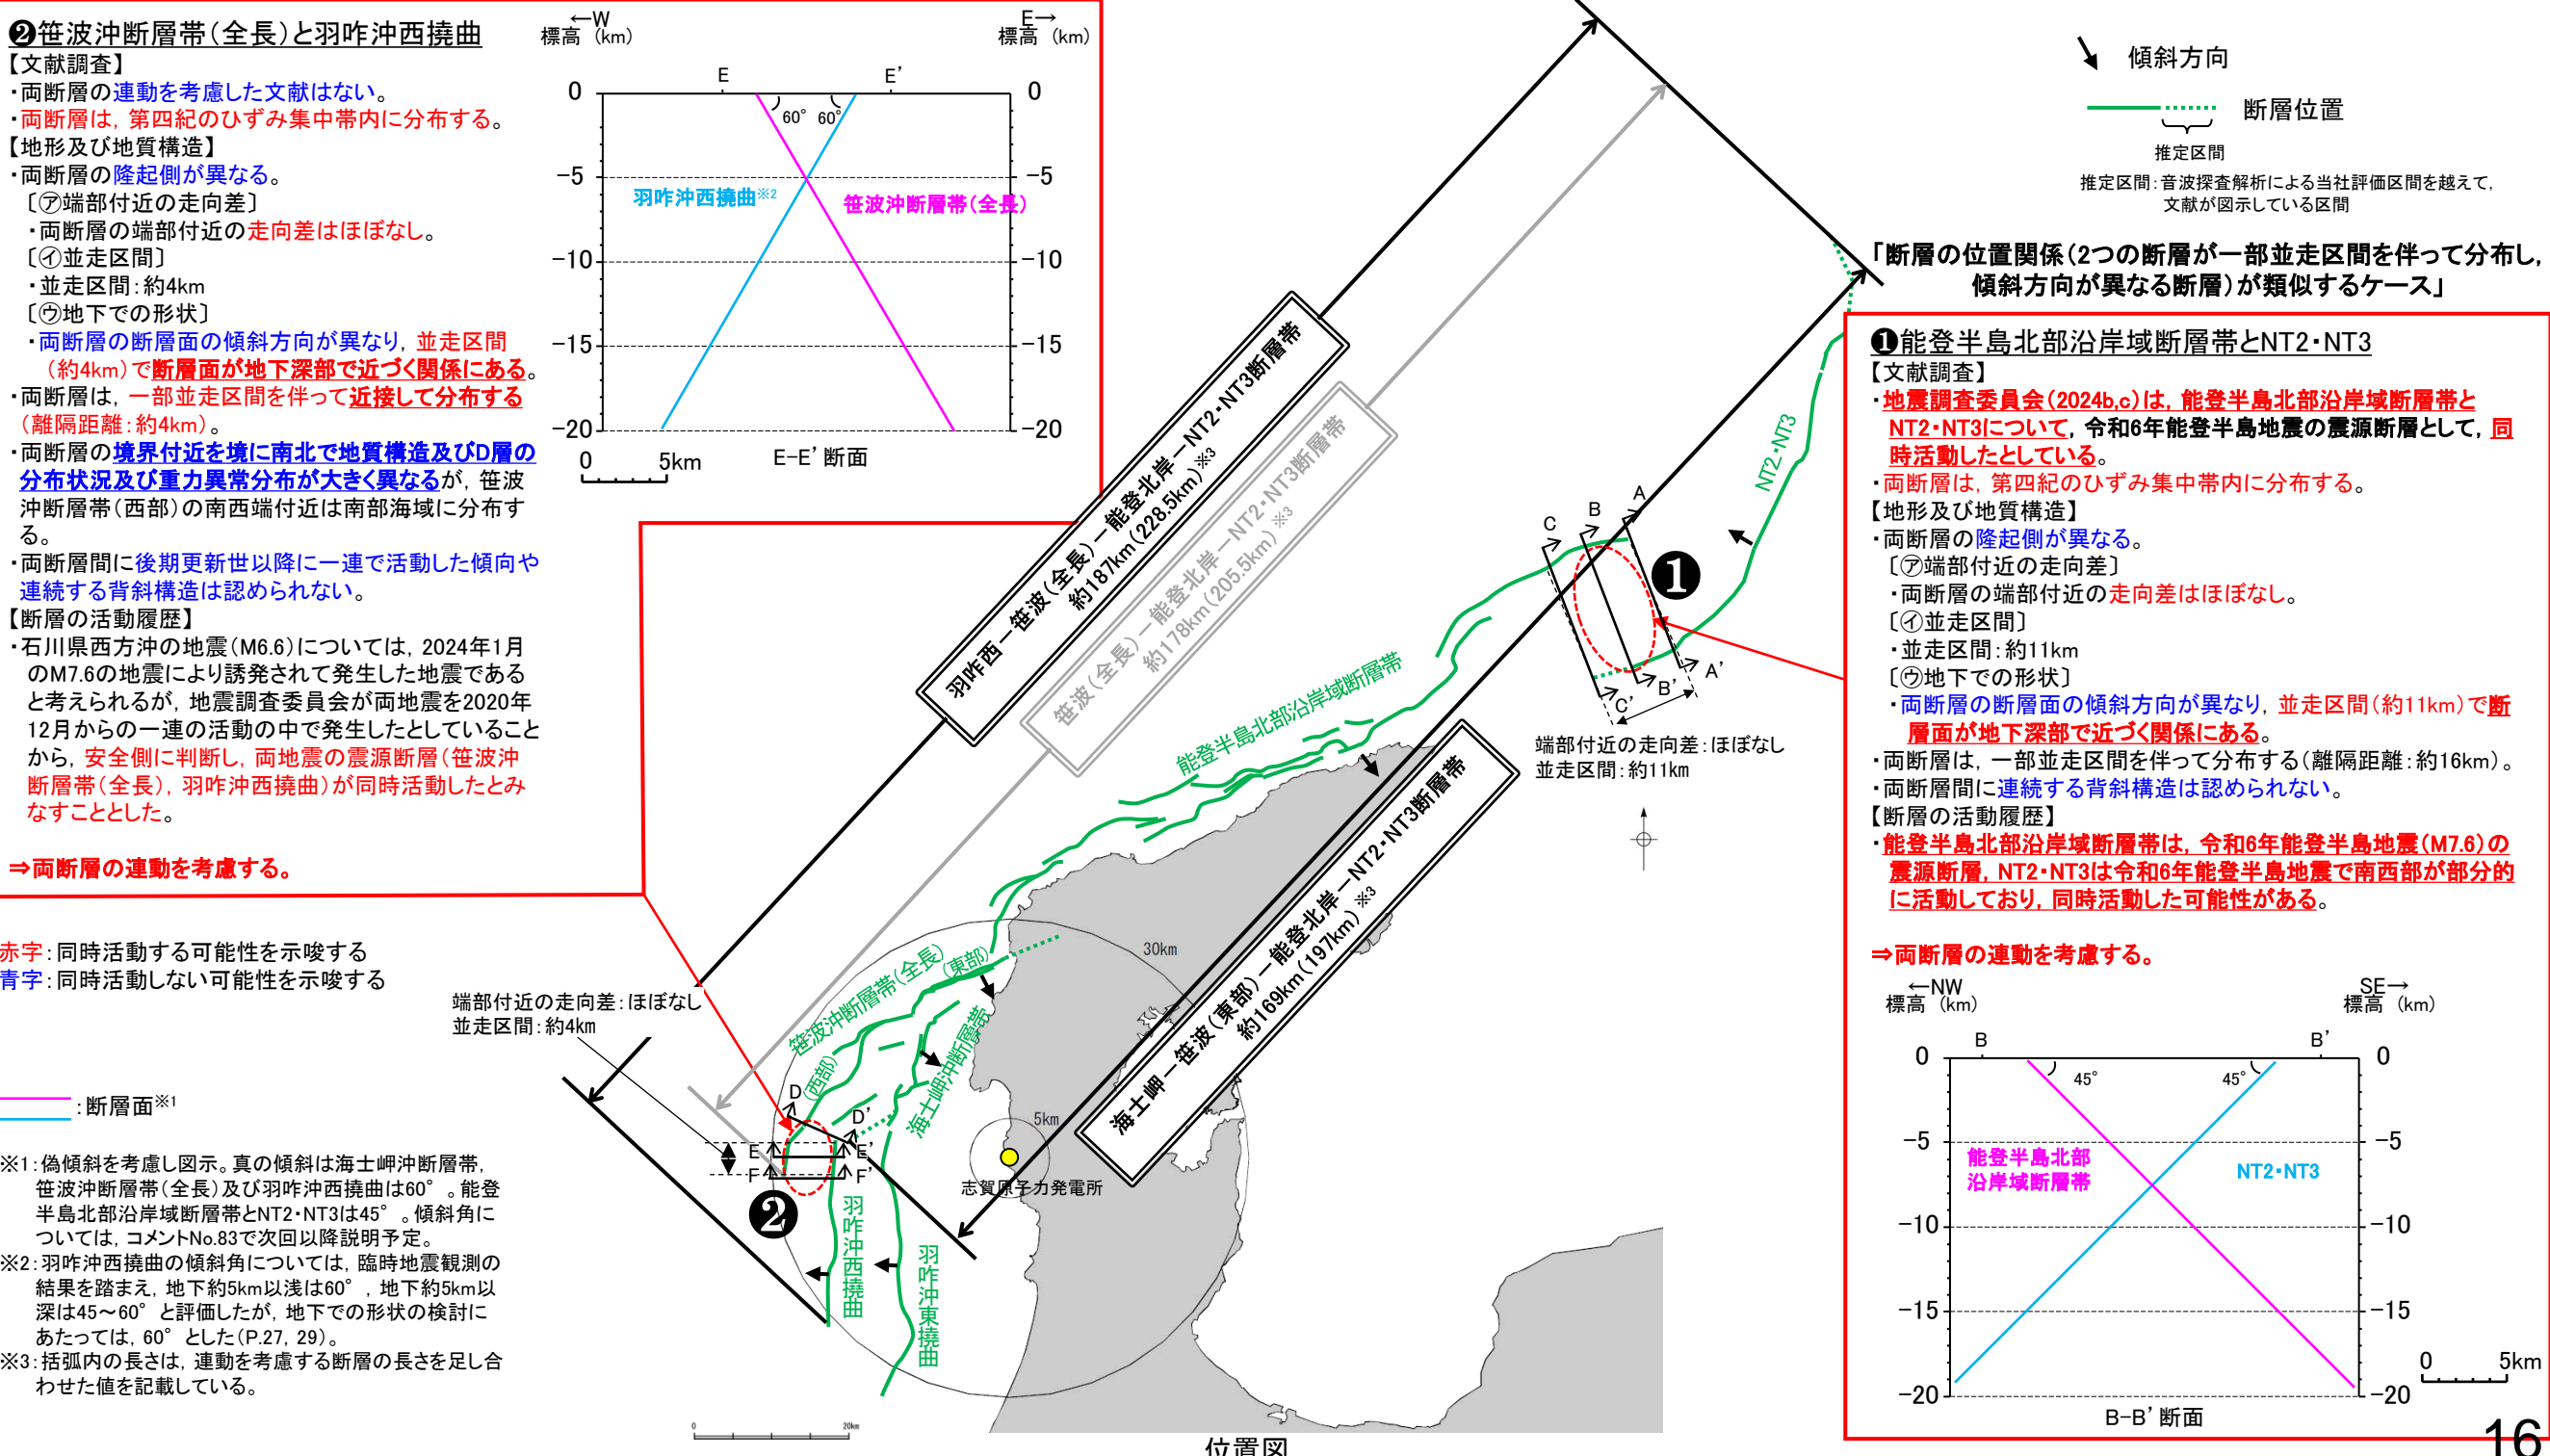 ❷笹波沖断層帯(全長)と羽咋沖西撓曲
【文献調査】
・両断層の連動を考慮した文献はない。
・両断層は，第四紀のひずみ集中帯内に分布する。
【地形及び地質構造】
・両断層の隆起側が異なる。
〔㋐端部付近の走向差〕
・両断層の端部付近の走向差はほぼなし。
〔㋑並走区間〕
・並走区間：約4km
〔㋒地下での形状〕
・両断層の断層面の傾斜方向が異なり，並走区間
（約4km）で断層面が地下深部で近づく関係にある。
・両断層は，一部並走区間を伴って近接して分布する
（離隔距離：約4km）。
・両断層の境界付近を境に南北で地質構造及びD層の
分布状況及び重力異常分布が大きく異なるが，笹波
沖断層帯（西部）の南西端付近は南部海域に分布す
る。
・両断層間に後期更新世以降に一連で活動した傾向や
連続する背斜構造は認められない。
【断層の活動履歴】
・石川県西方沖の地震（M6.6）については，2024年1月
のM7.6の地震により誘発されて発生した地震である
と考えられるが，地震調査委員会が両地震を2020年
12月からの一連の活動の中で発生したとしていること
から，安全側に判断し，両地震の震源断層（笹波沖
断層帯（全長），羽咋沖西撓曲）が同時活動したとみ
なすこととした。
⇒両断層の連動を考慮する。
←W
標高 (km)
E→
標高 (km)
E
E'
0
0
60°
60°
-5
-5
羽咋沖西撓曲※2
笹波沖断層帯(全長)
-10
-10
-15
-15
-20
-20
0
5km
E-E' 断面
赤字：同時活動する可能性を示唆する
青字：同時活動しない可能性を示唆する
：断層面※1
※1：偽傾斜を考慮し図示。真の傾斜は海士岬沖断層帯，
笹波沖断層帯（全長）及び羽咋沖西撓曲は60°。能登
半島北部沿岸域断層帯とNT2・NT3は45°。傾斜角に
ついては，コメントNo.83で次回以降説明予定。
※2：羽咋沖西撓曲の傾斜角については，臨時地震観測の
結果を踏まえ，地下約5km以浅は60°，地下約5km以
深は45～60°と評価したが，地下での形状の検討に
あたっては，60°とした（P.27，29）。
※3：括弧内の長さは，連動を考慮する断層の長さを足し合
わせた値を記載している。
羽咋西－笹波(全長)－能登北岸－NT2・NT3断層帯
約187km(228.5km)※3
笹波(全長)－能登北岸－NT2・NT3断層帯
約178km(205.5km)※3
海士岬－笹波(東部)－能登北岸－NT2・NT3断層帯
約169km(197km)※3
NT2・NT3
C
B
A
❶
A'
B'
C'
端部付近の走向差：ほぼなし
並走区間：約11km
能登半島北部沿岸域断層帯
30km
笹波沖断層帯(全長)
(東部)
(西部)
海士岬沖断層帯
端部付近の走向差：ほぼなし
並走区間：約4km
D
D'
E
E'
F
F'
❷
5km
志賀原子力発電所
羽咋沖西撓曲
羽咋沖東撓曲
0
20km
位置図
傾斜方向
断層位置
推定区間
推定区間：音波探査解析による当社評価区間を越えて，
文献が図示している区間
「断層の位置関係（2つの断層が一部並走区間を伴って分布し，
傾斜方向が異なる断層）が類似するケース」
❶能登半島北部沿岸域断層帯とNT2・NT3
【文献調査】
・地震調査委員会（2024b,c）は，能登半島北部沿岸域断層帯と
NT2・NT3について，令和6年能登半島地震の震源断層として，同
時活動したとしている。
・両断層は，第四紀のひずみ集中帯内に分布する。
【地形及び地質構造】
・両断層の隆起側が異なる。
〔㋐端部付近の走向差〕
・両断層の端部付近の走向差はほぼなし。
〔㋑並走区間〕
・並走区間：約11km
〔㋒地下での形状〕
・両断層の断層面の傾斜方向が異なり，並走区間（約11km）で断
層面が地下深部で近づく関係にある。
・両断層は，一部並走区間を伴って分布する（離隔距離：約16km）。
・両断層間に連続する背斜構造は認められない。
【断層の活動履歴】
・能登半島北部沿岸域断層帯は，令和6年能登半島地震（M7.6）の
震源断層，NT2・NT3は令和6年能登半島地震で南西部が部分的
に活動しており，同時活動した可能性がある。
⇒両断層の連動を考慮する。
←NW
標高 (km)
SE→
標高 (km)
B
B'
0
0
45°
45°
-5
-5
能登半島北部
沿岸域断層帯
NT2・NT3
-10
-10
-15
-15
0
5km
-20
-20
B-B' 断面
16